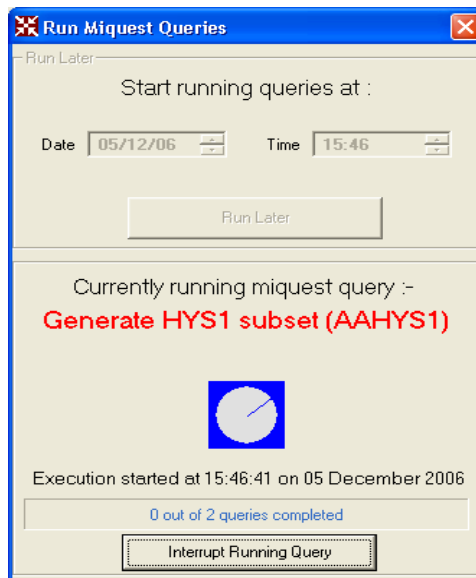 Run Miquest Queries
Run Later
Start running queries at :
Date 05/12/06 Time 15:46
Run Later
Currently running miquest query :-
Generate HYS1 subset (AAHYS1)
Execution started at 15:46:41 on 05 December 2006
0 out of 2 queries completed
Interrupt Running Query